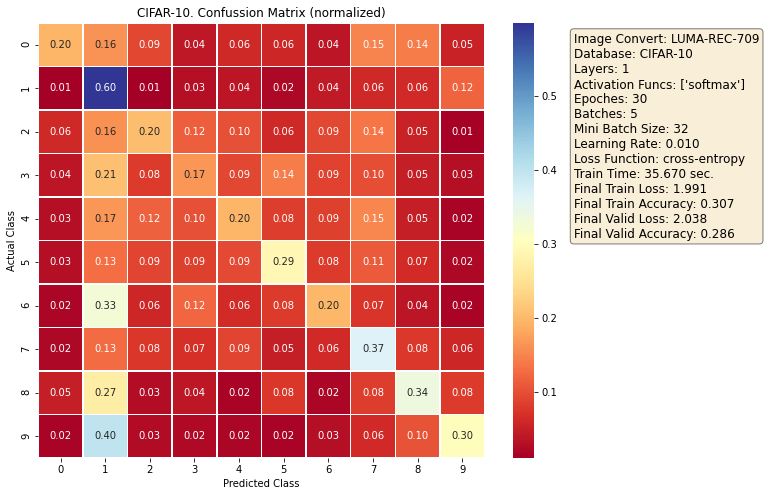 CIFAR-10. Confussion Matrix (normalized)
0 0.20 0.16 0.09 0.04 0.06 0.06 0.04 0.15 0.14 0.05
1 0.01 0.60 0.01 0.03 0.04 0.02 0.04 0.06 0.06 0.12
2 0.06 0.16 0.20 0.12 0.10 0.06 0.09 0.14 0.05 0.01
3 0.04 0.21 0.08 0.17 0.09 0.14 0.09 0.10 0.05 0.03
4 0.03 0.17 0.12 0.10 0.20 0.08 0.09 0.15 0.05 0.02
5 0.03 0.13 0.09 0.09 0.09 0.29 0.08 0.11 0.07 0.02
6 0.02 0.33 0.06 0.12 0.06 0.08 0.20 0.07 0.04 0.02
7 0.02 0.13 0.08 0.07 0.09 0.05 0.06 0.37 0.08 0.06
8 0.05 0.27 0.03 0.04 0.02 0.08 0.02 0.08 0.34 0.08
9 0.02 0.40 0.03 0.02 0.02 0.02 0.03 0.06 0.10 0.30
0 1 2 3 4 5 6 7 8 9
Predicted Class
Actual Class
0.5
0.4
0.3
0.2
0.1
Image Convert: LUMA-REC-709
Database: CIFAR-10
Layers: 1
Activation Funcs: ['softmax']
Epoches: 30
Batches: 5
Mini Batch Size: 32
Learning Rate: 0.010
Loss Function: cross-entropy
Train Time: 35.670 sec.
Final Train Loss: 1.991
Final Train Accuracy: 0.307
Final Valid Loss: 2.038
Final Valid Accuracy: 0.286